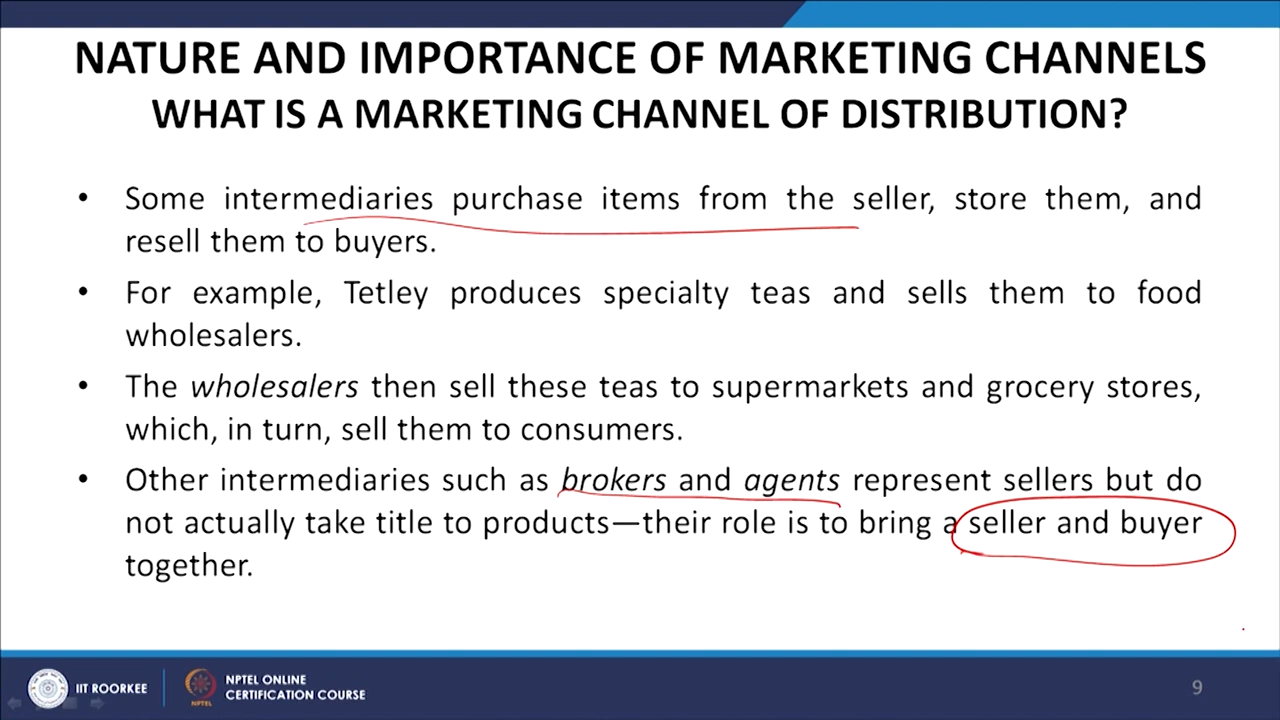 NATURE AND IMPORTANCE OF MARKETING CHANNELS
WHAT IS A MARKETING CHANNEL OF DISTRIBUTION?
• Some intermediaries purchase items from the seller, store them, and
resell them to buyers.
• For example, Tetley produces specialty teas and sells them to food
wholesalers.
• The wholesalers then sell these teas to supermarkets and grocery stores,
which, in turn, sell them to consumers.
• Other intermediaries such as brokers and agents represent sellers but do
not actually take title to products—their role is to bring a seller and buyer
together.
IIT ROORKEE
NPTEL
NPTEL ONLINE
CERTIFICATION COURSE
9